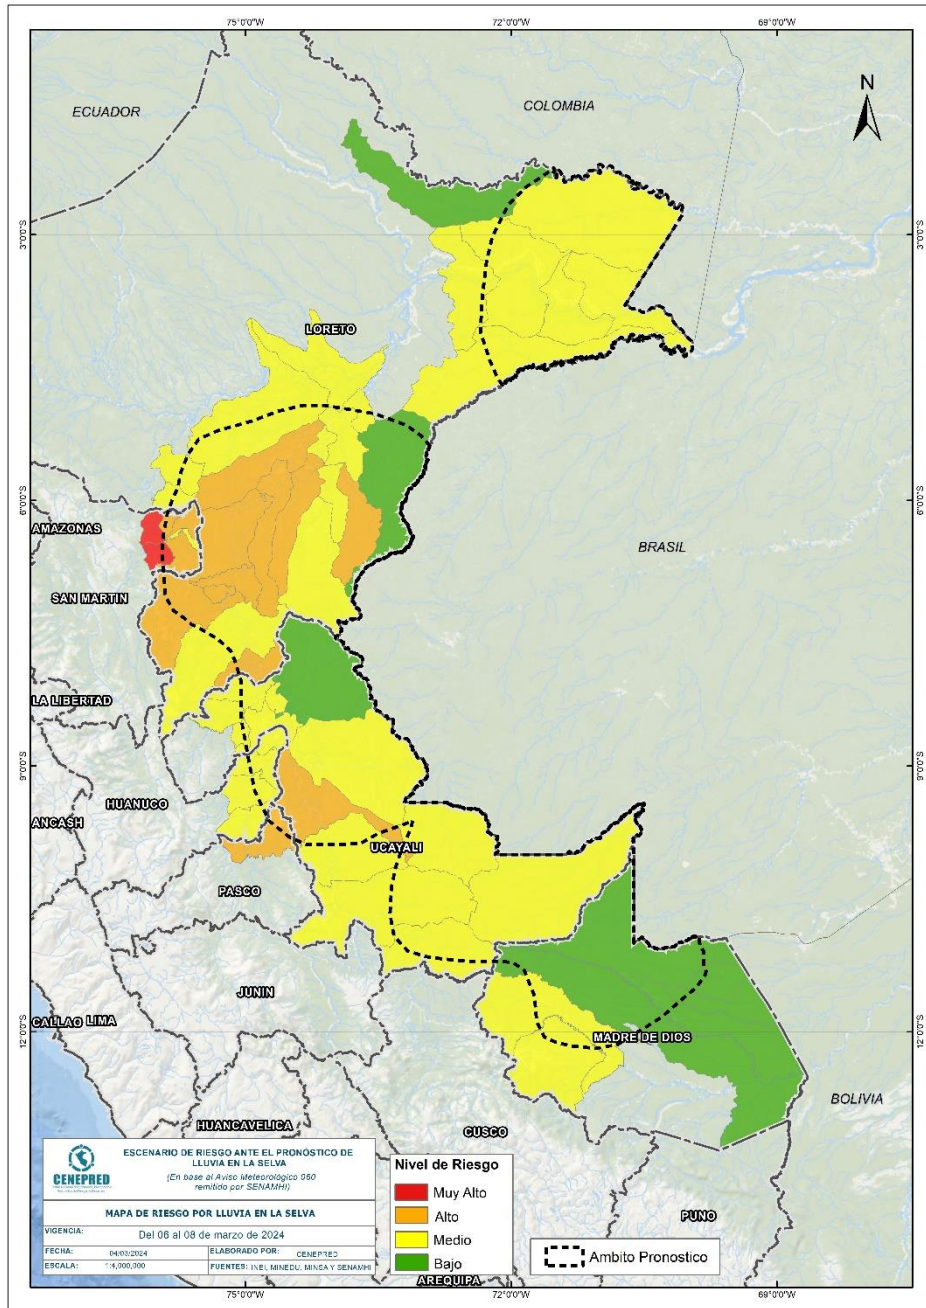 75°0'0"W
72°0'0"W
69°0'0"W
ECUADOR
COLOMBIA
N
3°0'0"S
3°0'0"S
LORETO
6°0'0"S
6°0'0"S
AMAZONAS
BRASIL
SAN MARTIN
LA LIBERTAD
9°0'0"S
9°0'0"S
HUANUCO
ANCASH
UCAYALI
PASCO
JUNIN
CALLAO
LIMA
12°0'0"S
12°0'0"S
MADRE DE DIOS
BOLIVIA
HUANCAVELICA
CUSCO
PUNO
AREQUIPA
CENEPRED
ESCENARIO DE RIESGO ANTE EL PRONÓSTICO DE
LLUVIA EN LA SELVA
(En base al Aviso Meteorológico 060
remitido por SENAMHI)
MAPA DE RIESGO POR LLUVIA EN LA SELVA
VIGENCIA: Del 06 al 08 de marzo de 2024
FECHA: 04/03/2024 ELABORADO POR: CENEPRED
ESCALA: 1:4,000,000 FUENTES: INEI, MINEDU, MINSA Y SENAMHI
Nivel de Riesgo
Muy Alto
Alto
Medio
Bajo
Ambito Pronostico
75°0'0"W
72°0'0"W
69°0'0"W